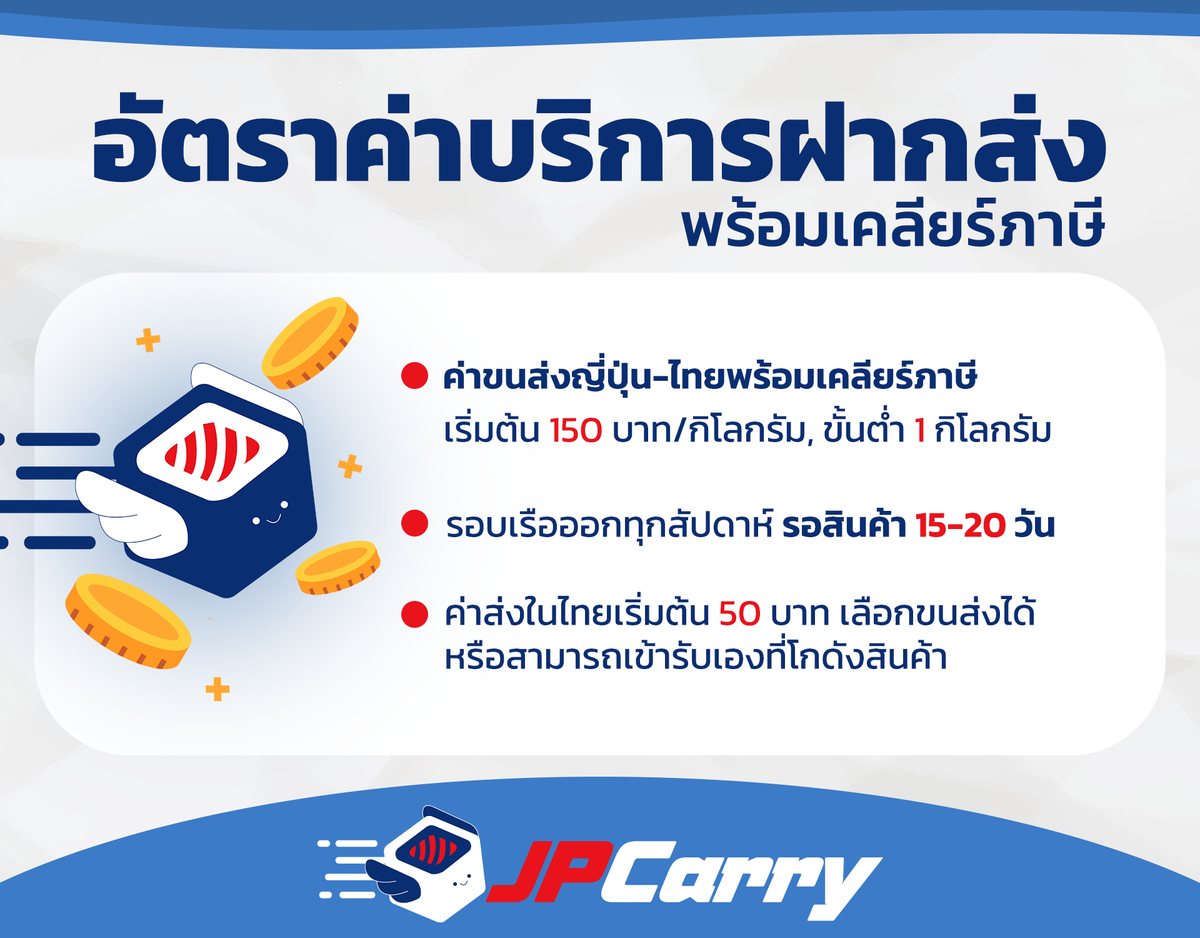 อัตราค่าบริการฝากส่ง
พร้อมเคลียร์ภาษี
ค่าขนส่งญี่ปุ่น-ไทยพร้อมเคลียร์ภาษี
เริ่มต้น 150 บาท/กิโลกรัม, ขั้นต่ำ 1 กิโลกรัม
รอบเรือออกทุกสัปดาห์ รอสินค้า 15-20 วัน
ค่าส่งในไทยเริ่มต้น 50 บาท เลือกขนส่งได้
หรือสามารถเข้ารับเองที่โกดังสินค้า
JPCarry